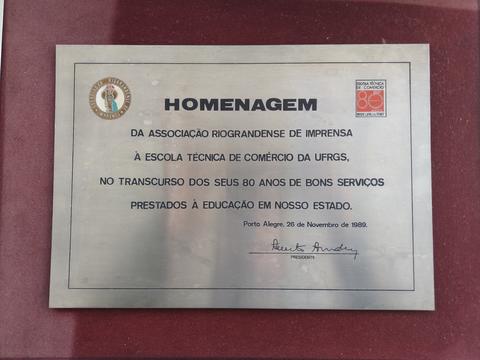 ESCOLA TÉCNICA
DE COMÉRCIO
80
HOMENAGEM
DA ASSOCIAÇÃO RIOGRANDENSE DE IMPRENSA
À ESCOLA TÉCNICA DE COMÉRCIO DA UFRGS,
NO TRANSCURSO DOS SEUS 80 ANOS DE BONS SERVIÇOS
PRESTADOS À EDUCAÇÃO EM NOSSO ESTADO.
Porto Alegre, 26 de Novembro de 1989.
PRESIDENTE